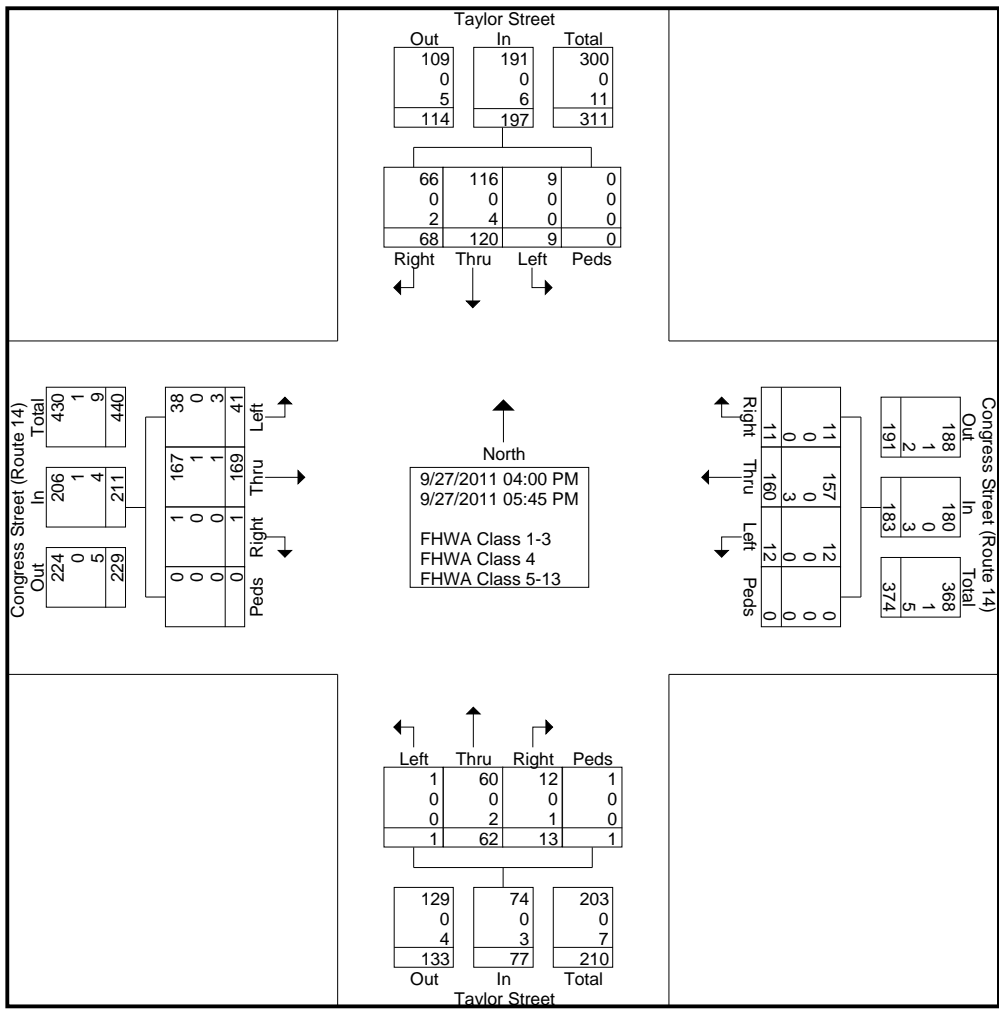 Taylor Street
Out In Total
109 191 300
0 0 0
5 6 11
114 197 311
66 116 9 0
0 0 0 0
2 4 0 0
68 120 9 0
Right Thru Left Peds
Congress Street (Route 14)
Total In Out
430 206 224
1 1 0
9 4 5
440 211 229
38 167 1 0
0 1 0 0
3 1 0 0
41 169 1 0
Left Thru Right Peds
North
9/27/2011 04:00 PM
9/27/2011 05:45 PM
FHWA Class 1-3
FHWA Class 4
FHWA Class 5-13
Right Thru Left Peds
11 157 12 0
0 0 0 0
0 3 0 0
11 160 12 0
Congress Street (Route 14)
Out In Total
188 180 368
1 0 1
2 3 5
191 183 374
Left Thru Right Peds
1 60 12 1
0 0 0 0
0 2 1 0
1 62 13 1
129 74 203
0 0 0
4 3 7
133 77 210
Out In Total
Taylor Street